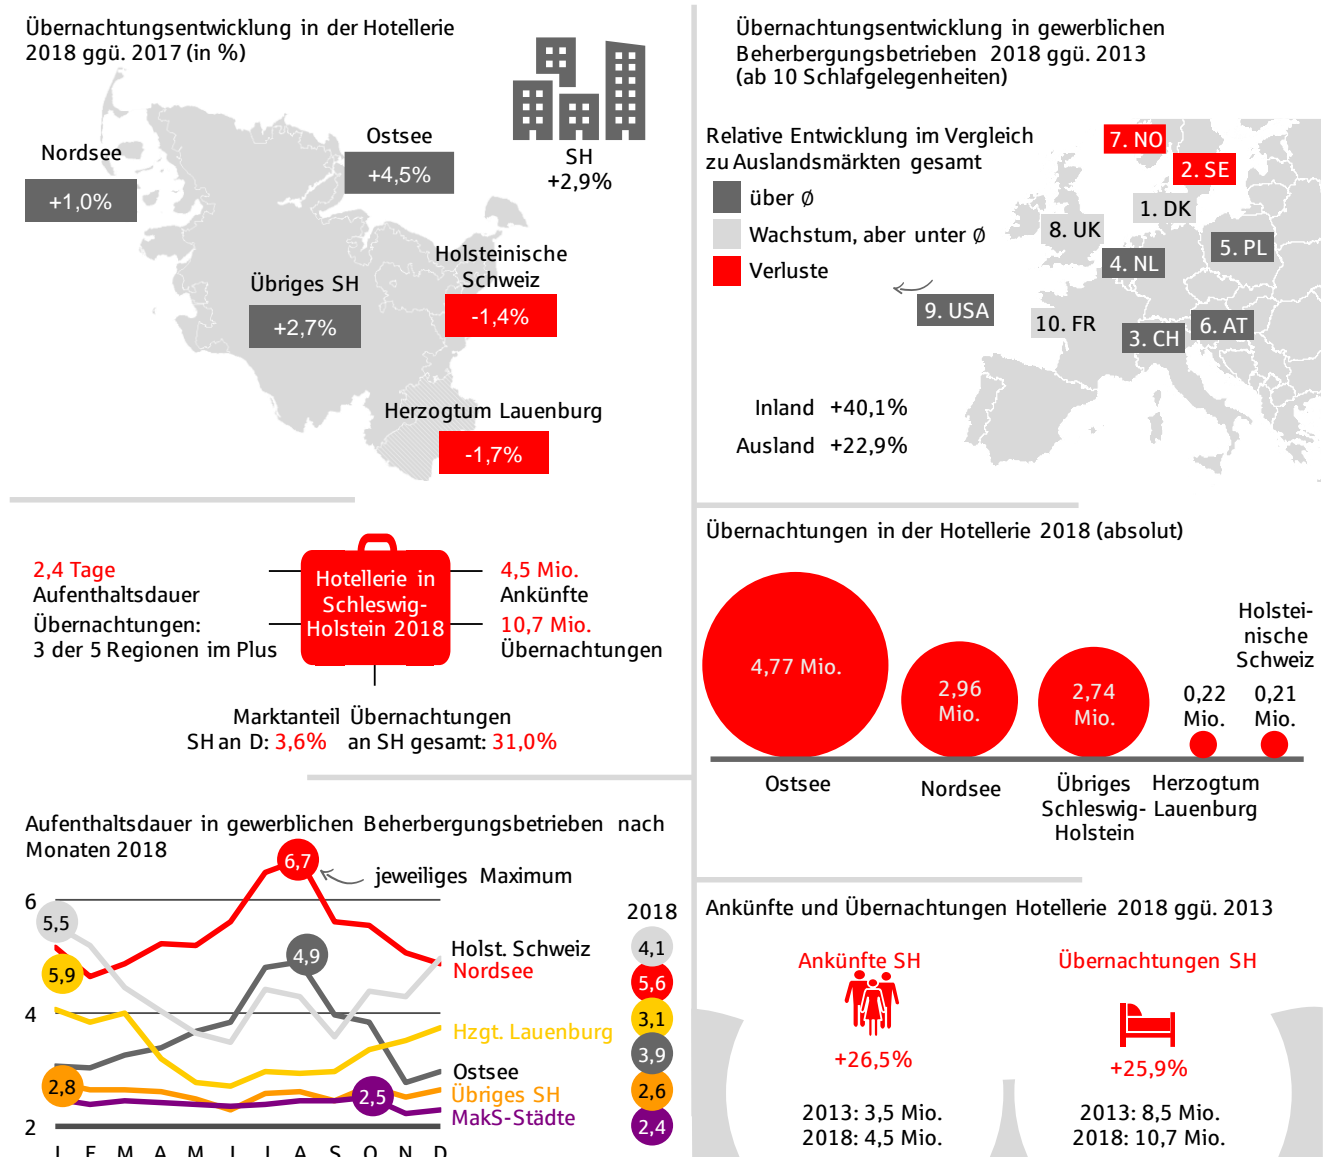 Übernachtungsentwicklung in der Hotellerie
2018 ggü. 2017 (in %)
Nordsee
+1,0%
Ostsee
+4,5%
SH
+2,9%
Übriges SH
+2,7%
Holsteinische
Schweiz
-1,4%
Herzogtum Lauenburg
-1,7%
Übernachtungsentwicklung in gewerblichen
Beherbergungsbetrieben 2018 ggü. 2013
(ab 10 Schlafgelegenheiten)
Relative Entwicklung im Vergleich
zu Auslandsmärkten gesamt
über Ø
Wachstum, aber unter Ø
Verluste
7. NO
2. SE
1. DK
8. UK
5. PL
4. NL
9. USA
10. FR
6. AT
3. CH
Inland +40,1%
Ausland +22,9%
2,4 Tage
Aufenthaltsdauer
Übernachtungen:
3 der 5 Regionen im Plus
Hotellerie in
Schleswig-
Holstein 2018
4,5 Mio.
Ankünfte
10,7 Mio.
Übernachtungen
Marktanteil
SH an D: 3,6%
Übernachtungen
an SH gesamt: 31,0%
Übernachtungen in der Hotellerie 2018 (absolut)
4,77 Mio.
2,96
Mio.
2,74
Mio.
0,22
Mio.
Holstei-
nische
Schweiz
0,21
Mio.
Ostsee
Nordsee
Übriges
Schleswig-
Holstein
Herzogtum
Lauenburg
Aufenthaltsdauer in gewerblichen Beherbergungsbetrieben nach
Monaten 2018
jeweiliges Maximum
6
4
2
5,5
5,9
2,8
6,7
4,9
2,5
J F M A M J J A S O N D
Holst. Schweiz
Nordsee
Hzgt. Lauenburg
Ostsee
Übriges SH
MakS-Städte
2018
4,1
5,6
3,1
3,9
2,6
2,4
Ankünfte und Übernachtungen Hotellerie 2018 ggü. 2013
Ankünfte SH
+26,5%
2013: 3,5 Mio.
2018: 4,5 Mio.
Übernachtungen SH
+25,9%
2013: 8,5 Mio.
2018: 10,7 Mio.